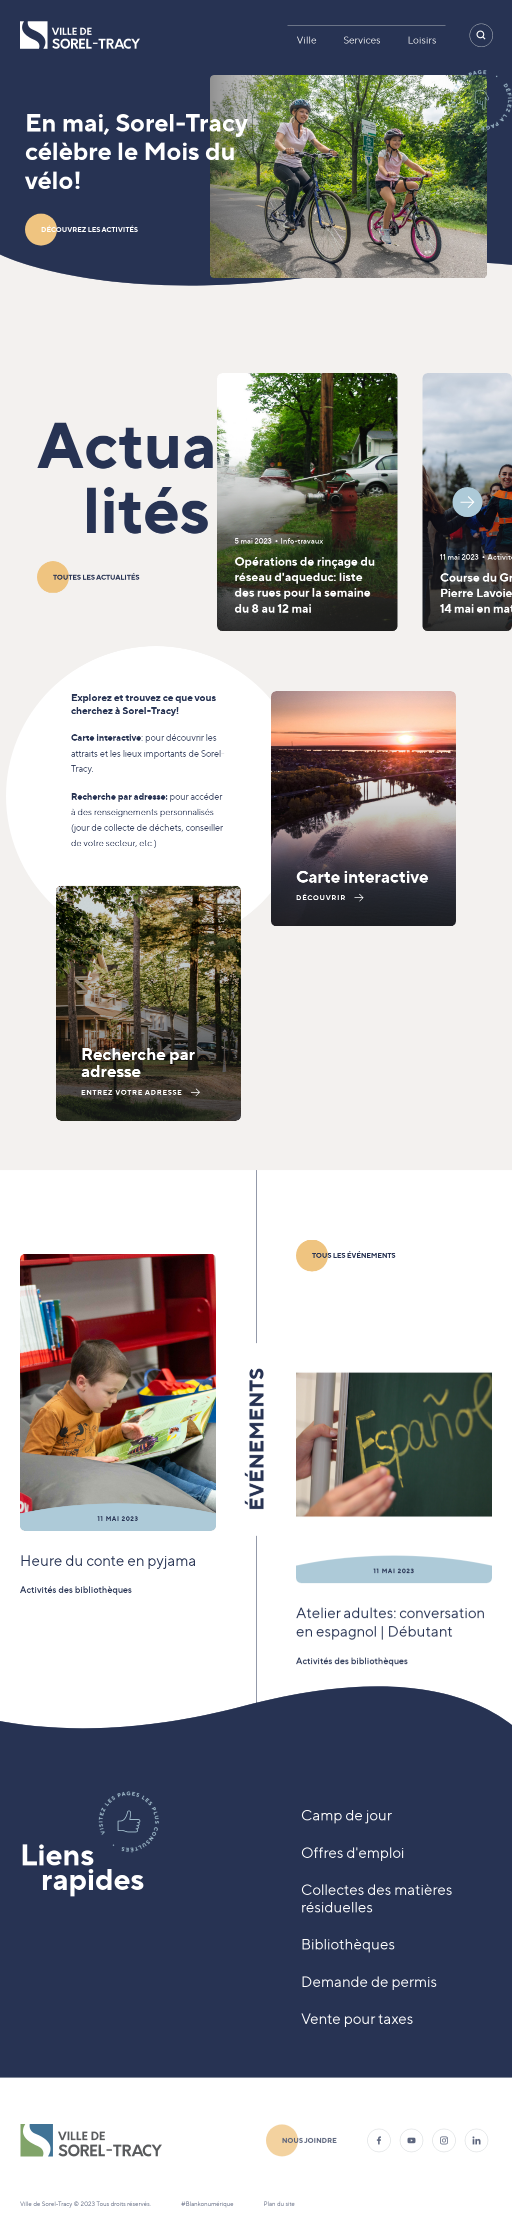 VILLE DE
SOREL-TRACY
Ville
Services
Loisirs
En mai, Sorel-Tracy
célèbre le Mois du
vélo!
DÉCOUVREZ LES ACTIVITÉS
Actua
lités
TOUTES LES ACTUALITÉS
5 mai 2023 • Info-travaux
Opérations de rinçage du
réseau d'aqueduc: liste
des rues pour la semaine
du 8 au 12 mai
11 mai 2023 •
Course du
Pierre Lavoie
14 mai en
Explorez et trouvez ce que vous
cherchez à Sorel-Tracy!
Carte interactive: pour découvrir les
attraits et les lieux importants de Sorel-
Tracy.
Recherche par adresse: pour accéder
à des renseignements personnalisés
(jour de collecte de déchets, conseiller
de votre secteur, etc.)
Carte interactive
DÉCOUVRIR
Recherche par
adresse
ENTREZ VOTRE ADRESSE
TOUS LES ÉVÉNEMENTS
ÉVÉNEMENTS
11 MAI 2023
Heure du conte en pyjama
Activités des bibliothèques
Español
11 MAI 2023
Atelier adultes: conversation
en espagnol | Débutant
Activités des bibliothèques
VISITEZ LES PAGES LES PLUS CONSULTÉES
Liens
rapides
Camp de jour
Offres d'emploi
Collectes des matières
résiduelles
Bibliothèques
Demande de permis
Vente pour taxes
VILLE DE
SOREL-TRACY
NOUS JOINDRE
Ville de Sorel-Tracy © 2023 Tous droits réservés.
#Blankonumérique
Plan du site